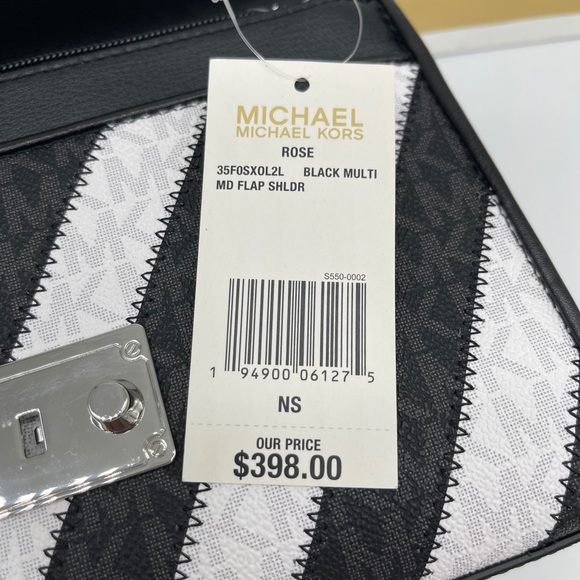 MICHAEL
MICHAEL KORS
ROSE
35F0SXOL2L BLACK MULTI
MD FLAP SHLDR
S550-0002
1 94900 06127 5
NS
OUR PRICE
$398.00